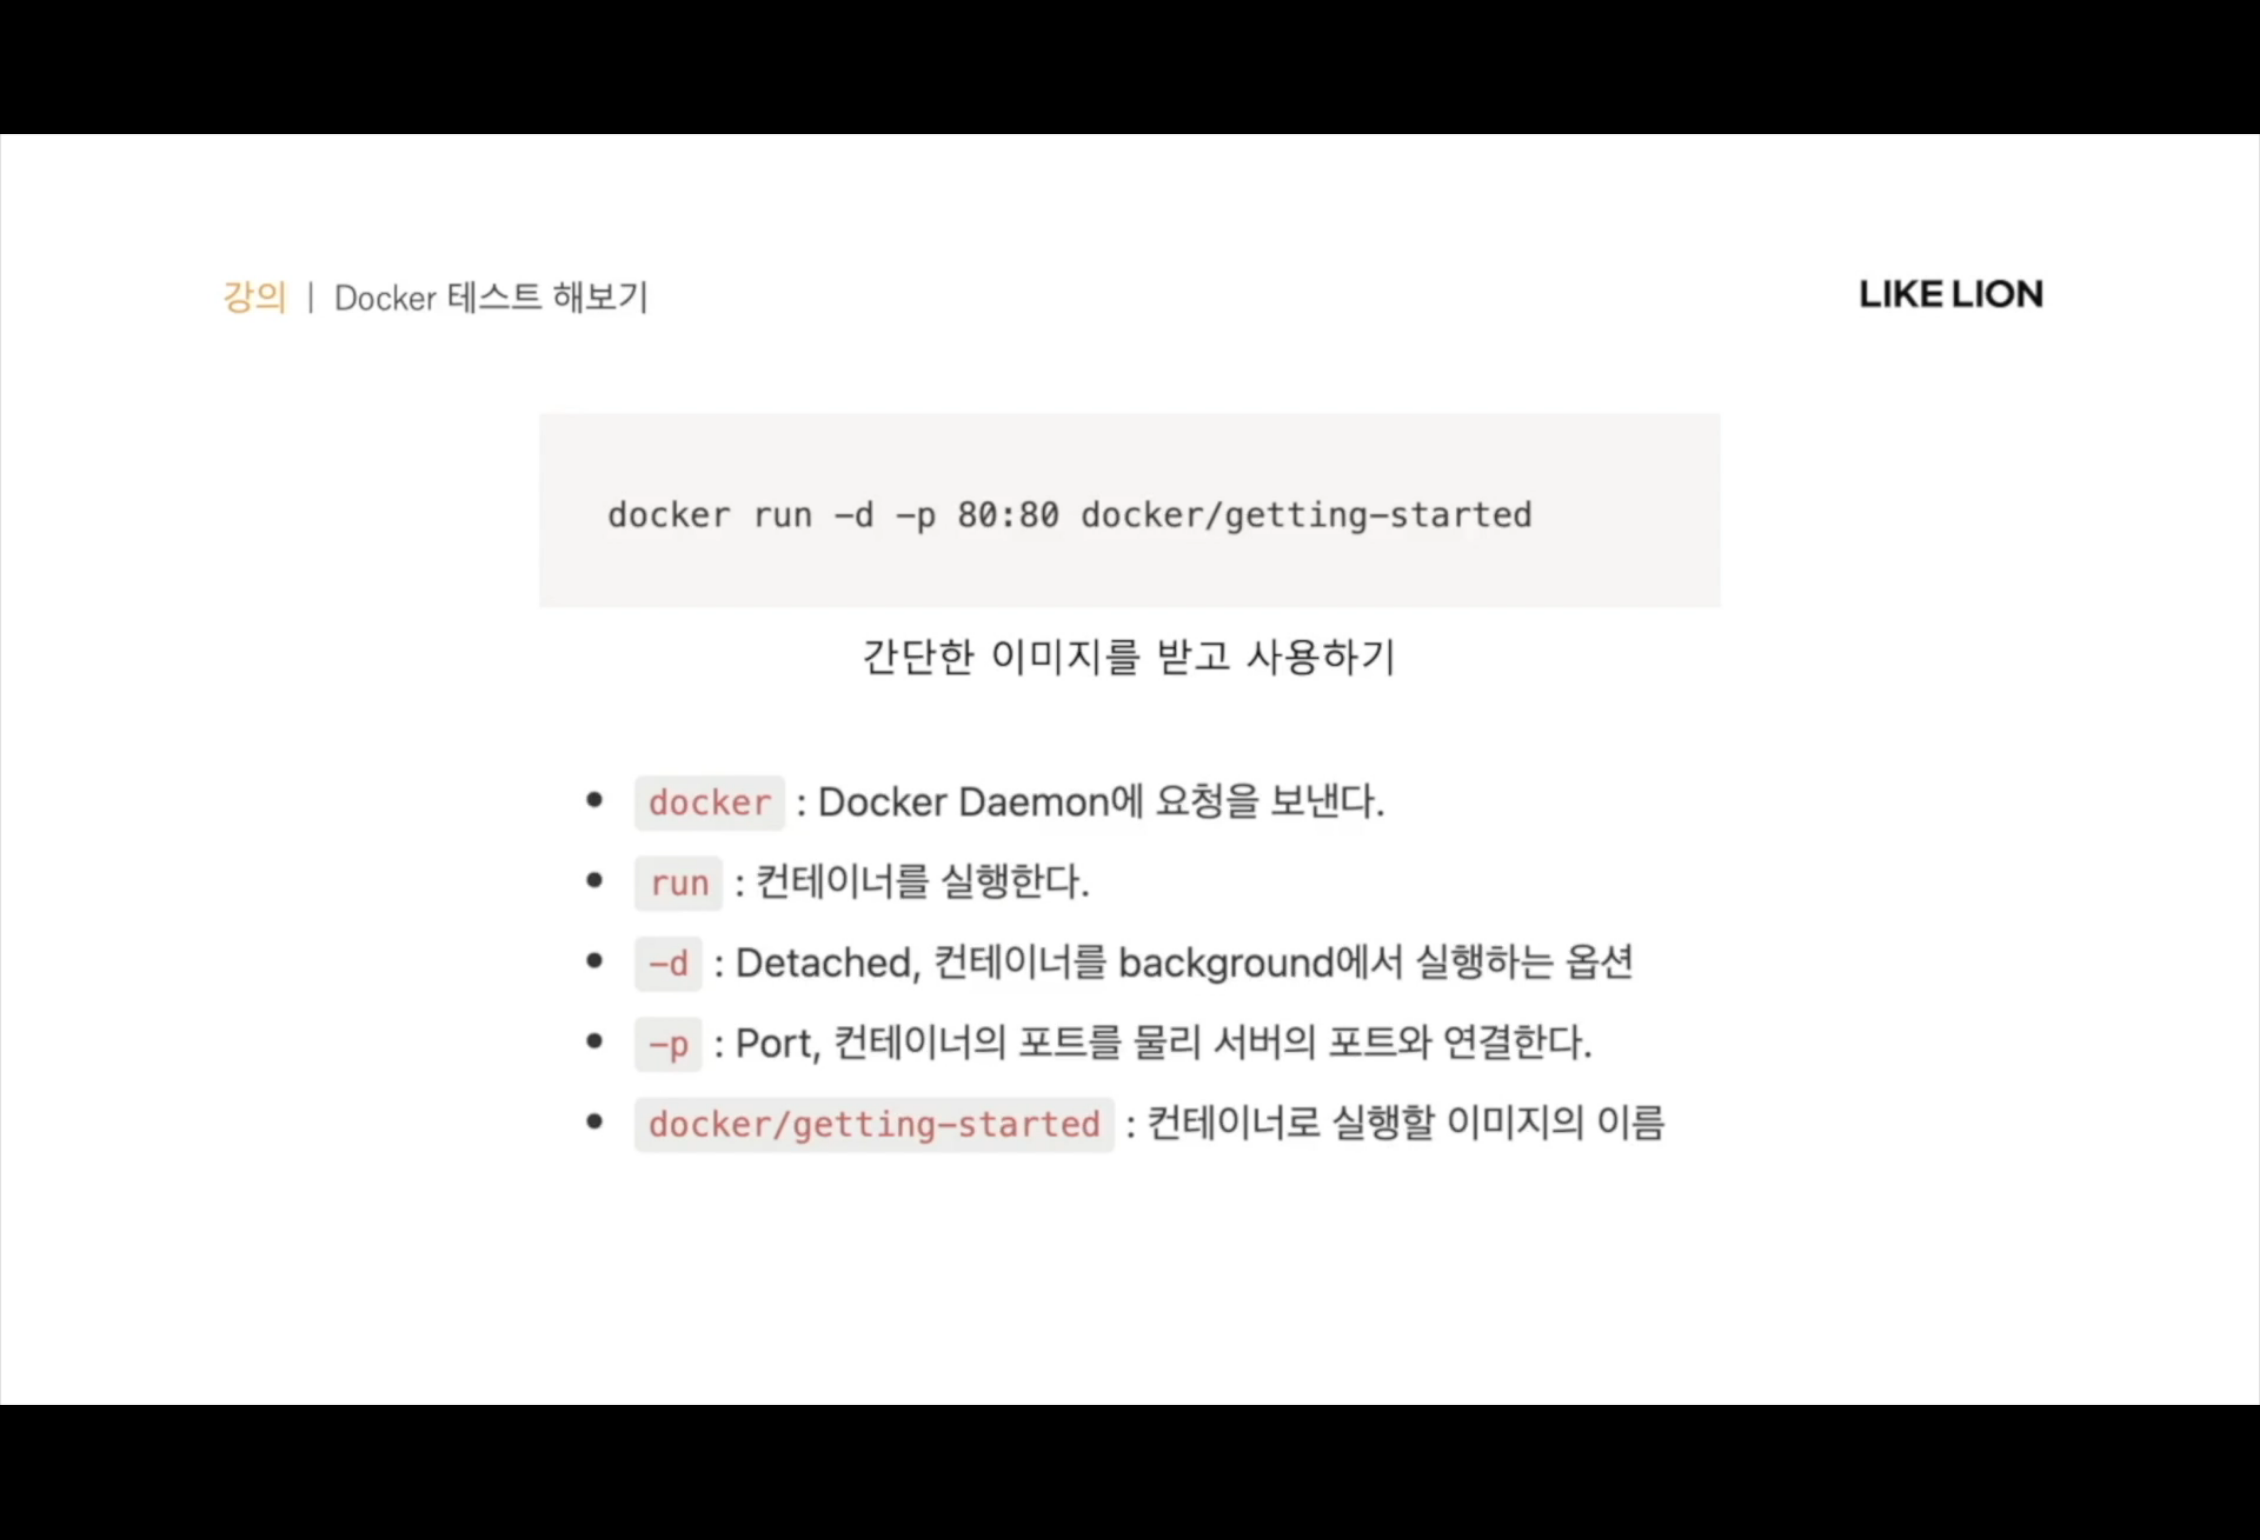 강의 | Docker 테스트 해보기
LIKE LION
docker run -d -p 80:80 docker/getting-started
간단한 이미지를 받고 사용하기
• docker : Docker Daemon에 요청을 보낸다.
• run : 컨테이너를 실행한다.
• -d : Detached, 컨테이너를 background에서 실행하는 옵션
• -p : Port, 컨테이너의 포트를 물리 서버의 포트와 연결한다.
• docker/getting-started : 컨테이너로 실행할 이미지의 이름